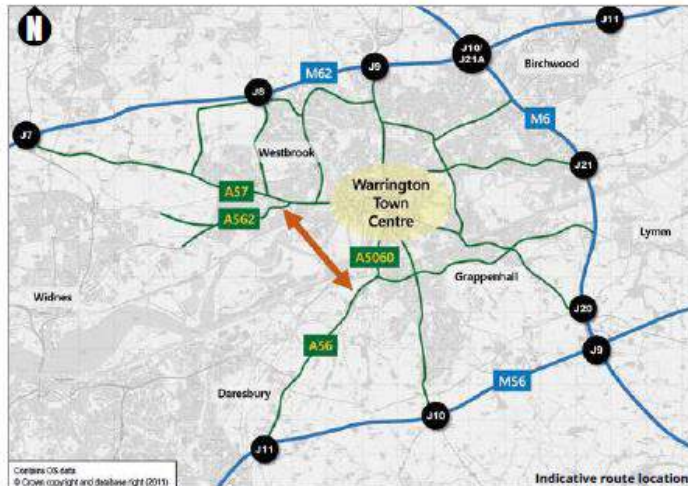 N
J11
J10/
J21A
Birchwood
J9
M62
J8
M6
J7
Westbrook
J21
A57
Warrington
Town
Centre
A562
Lymm
A5060
Grappenhall
Widnes
J20
A56
J9
M56
Daresbury
J10
J11
Contains OS data
© Crown copyright and database right (2011)
Indicative route location